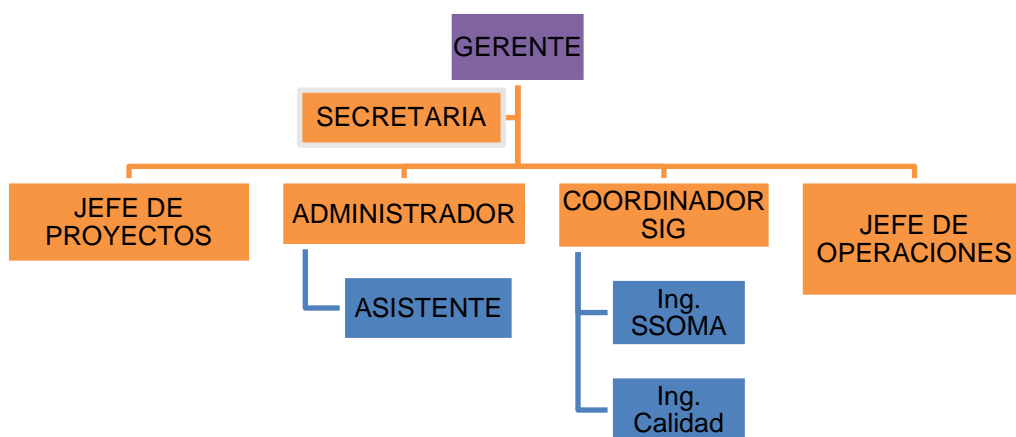 GERENTE
SECRETARIA
JEFE DE
PROYECTOS
ADMINISTRADOR
COORDINADOR
SIG
JEFE DE
OPERACIONES
ASISTENTE
Ing.
SSOMA
Ing.
Calidad